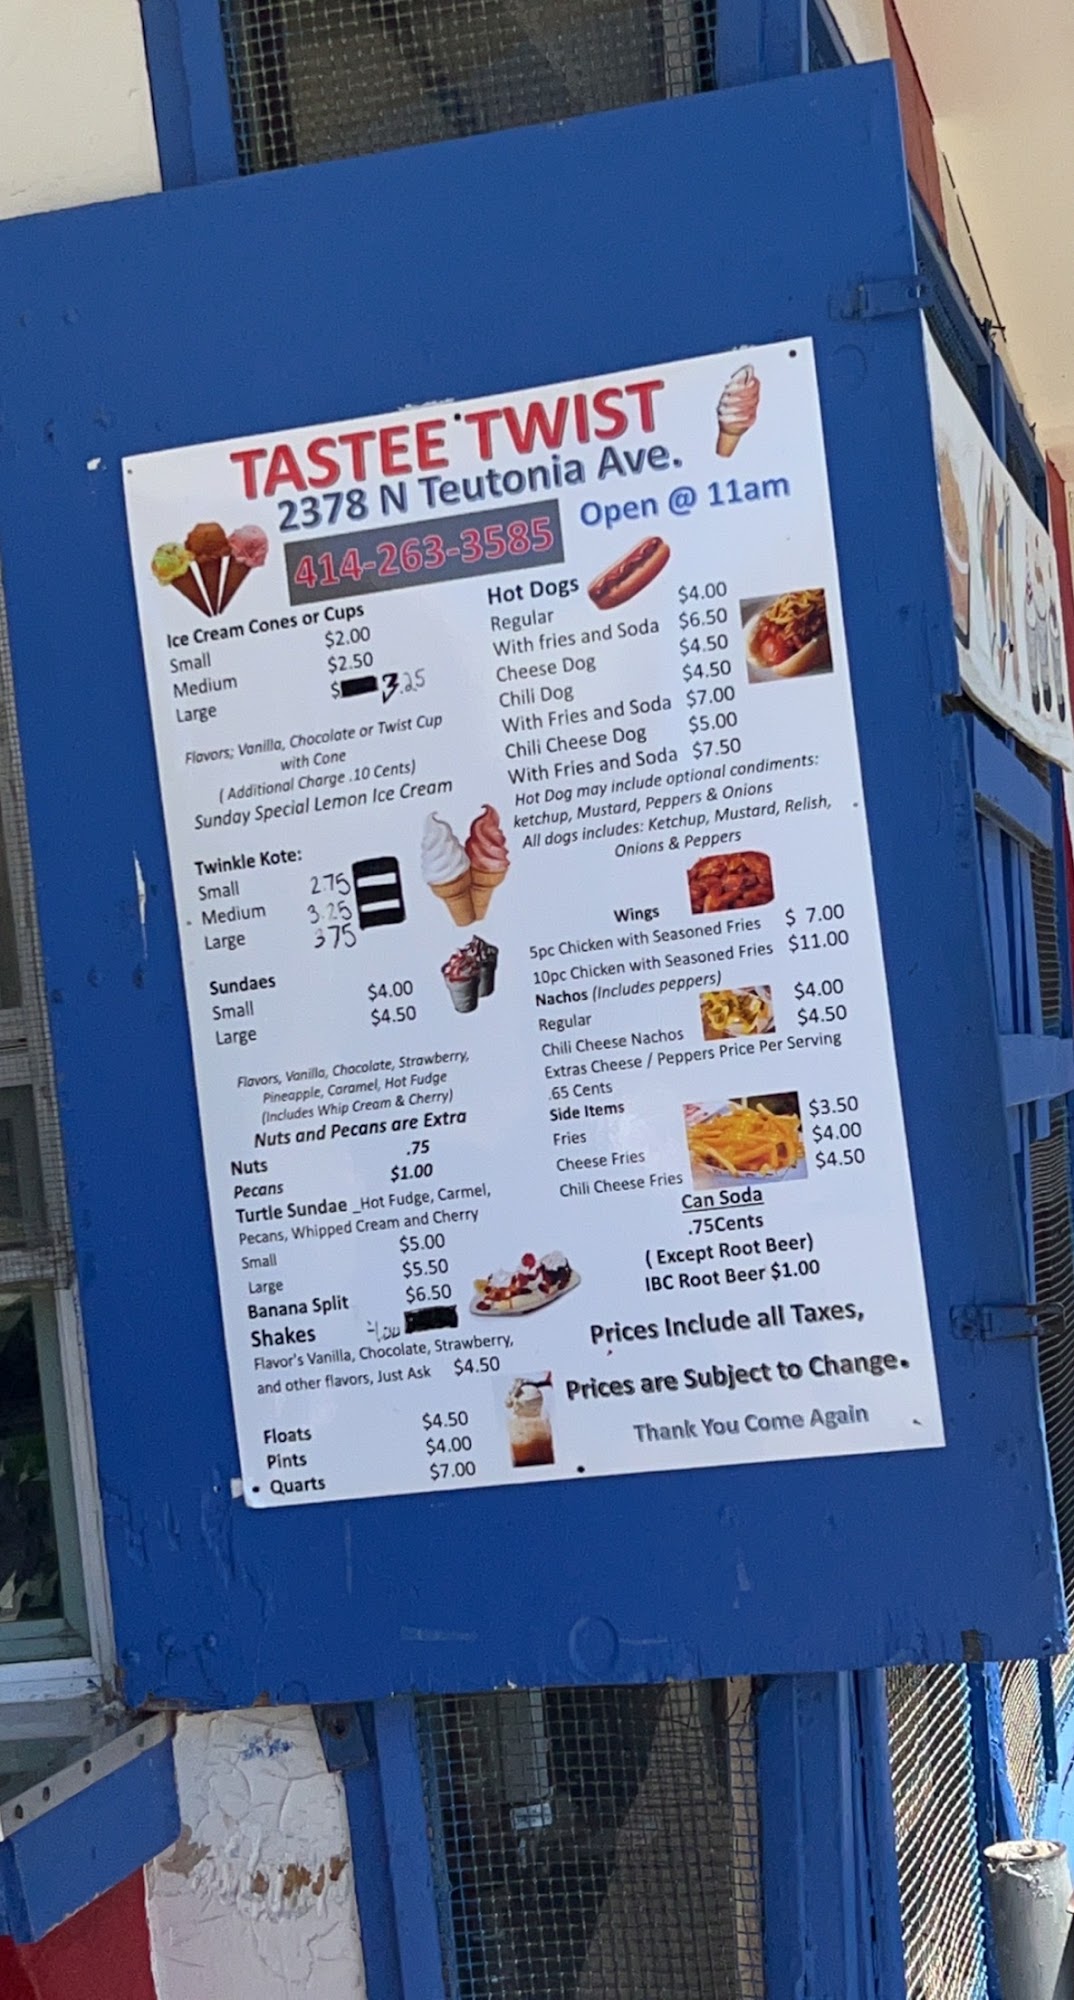 TASTEE TWIST
2378 N Teutonia Ave.
414-263-3585
Open @ 11am
Ice Cream Cones or Cups
Small $2.00
Medium $2.50
Large $ 3.25
Flavors; Vanilla, Chocolate or Twist Cup
with Cone
( Additional Charge .10 Cents)
Sunday Special Lemon Ice Cream
Twinkle Kote:
Small 2.75
Medium 3.25
Large 375
Sundaes
Small $4.00
Large $4.50
Flavors, Vanilla, Chocolate, Strawberry,
Pineapple, Caramel, Hot Fudge
(Includes Whip Cream & Cherry)
Nuts and Pecans are Extra
Nuts .75
Pecans $1.00
Turtle Sundae _Hot Fudge, Carmel,
Pecans, Whipped Cream and Cherry
Small $5.00
Large $5.50
Banana Split $6.50
Shakes
Flavor's Vanilla, Chocolate, Strawberry,
and other flavors, Just Ask $4.50
Floats $4.50
Pints $4.00
Quarts $7.00
Hot Dogs
Regular $4.00
With fries and Soda $6.50
Cheese Dog $4.50
Chili Dog $4.50
With Fries and Soda $7.00
Chili Cheese Dog $5.00
With Fries and Soda $7.50
Hot Dog may include optional condiments:
ketchup, Mustard, Peppers & Onions
All dogs includes: Ketchup, Mustard, Relish,
Onions & Peppers
Wings
5pc Chicken with Seasoned Fries $ 7.00
10pc Chicken with Seasoned Fries $11.00
Nachos (Includes peppers)
Regular $4.00
Chili Cheese Nachos $4.50
Extras Cheese / Peppers Price Per Serving
.65 Cents
Side Items
Fries $3.50
Cheese Fries $4.00
Chili Cheese Fries $4.50
Can Soda
.75Cents
( Except Root Beer)
IBC Root Beer $1.00
Prices Include all Taxes,
Prices are Subject to Change.
Thank You Come Again